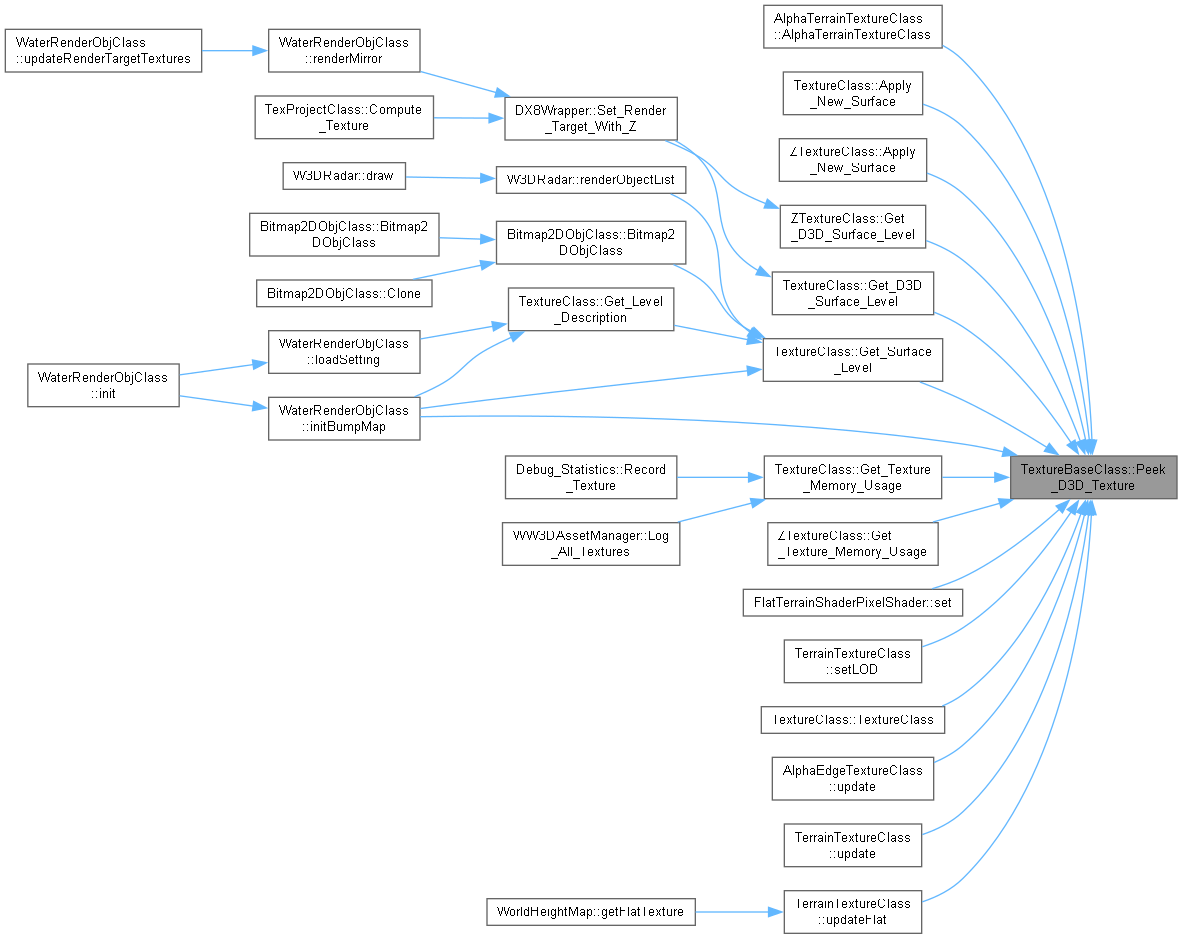 AlphaTerrainTextureClass
::AlphaTerrainTextureClass
WaterRenderObjClass
::updateRenderTargetTextures
WaterRenderObjClass
::renderMirror
TextureClass::Apply
_New_Surface
TexProjectClass::Compute
_Texture
DX8Wrapper::Set_Render
_Target_With_Z
ZTextureClass::Apply
_New_Surface
W3DRadar::draw
W3DRadar::renderObjectList
ZTextureClass::Get
_D3D_Surface_Level
Bitmap2DObjClass::Bitmap2
DObjClass
Bitmap2DObjClass::Bitmap2
DObjClass
Bitmap2DObjClass::Clone
TextureClass::Get_D3D
_Surface_Level
TextureClass::Get_Level
_Description
WaterRenderObjClass
::loadSetting
TextureClass::Get_Surface
_Level
WaterRenderObjClass
::init
WaterRenderObjClass
::initBumpMap
Debug_Statistics::Record
_Texture
TextureClass::Get_Texture
_Memory_Usage
TextureBaseClass::Peek
_D3D_Texture
WW3DAssetManager::Log
_All_Textures
ZTextureClass::Get
_Texture_Memory_Usage
FlatTerrainShaderPixelShader::set
TerrainTextureClass
::setLOD
TextureClass::TextureClass
AlphaEdgeTextureClass
::update
TerrainTextureClass
::update
WorldHeightMap::getFlatTexture
TerrainTextureClass
::updateFlat